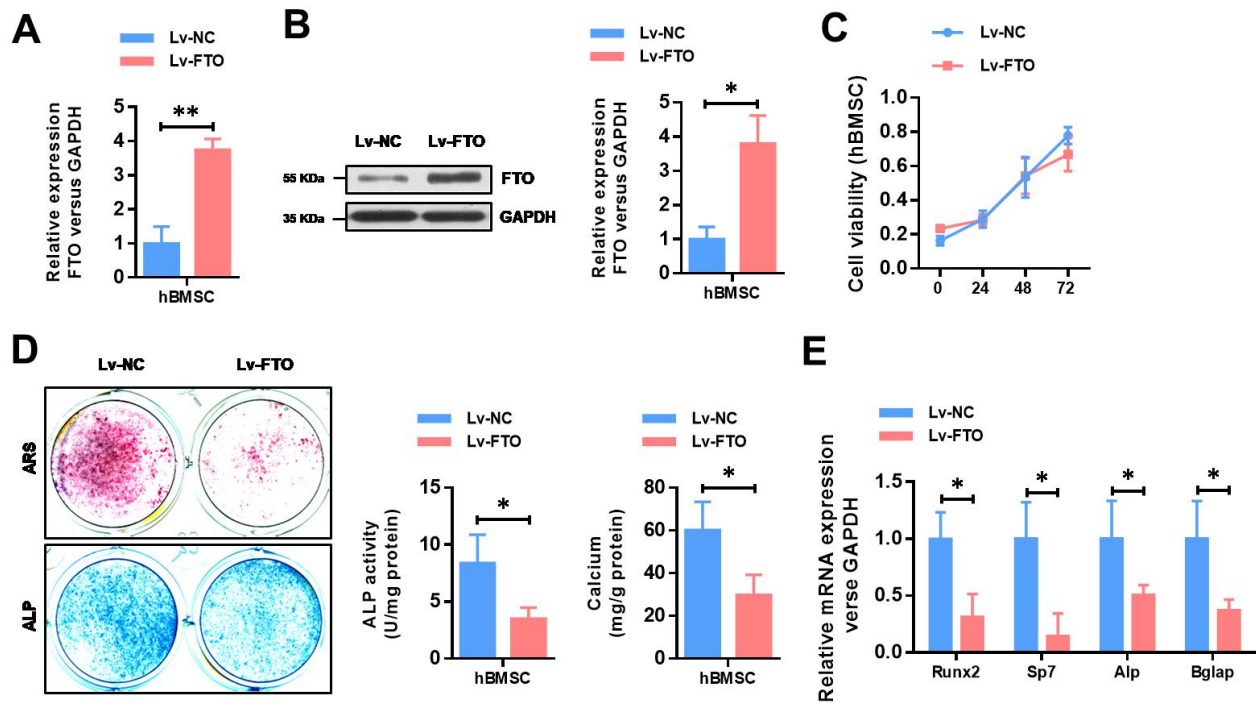 A
Lv-NC
Lv-FTO
Relative expression
FTO versus GAPDH
5
4
3
2
1
0
**
hBMSC
B
Lv-NC Lv-FTO
55 KDa
FTO
35 KDa
GAPDH
Lv-NC
Lv-FTO
Relative expression
FTO versus GAPDH
5
4
3
2
1
0
*
hBMSC
C
Lv-NC
Lv-FTO
Cell viability (hBMSC)
1.0
0.8
0.6
0.4
0.2
0.0
0 24 48 72
D
Lv-NC Lv-FTO
ARS
ALP
Lv-NC
Lv-FTO
ALP activity
(U/mg protein)
15
10
5
0
*
hBMSC
Lv-NC
Lv-FTO
Calcium
(mg/g protein)
80
60
40
20
0
*
hBMSC
E
Lv-NC
Lv-FTO
Relative mRNA expression
verse GAPDH
1.5
1.0
0.5
0.0
* * * *
Runx2 Sp7 Alp Bglap